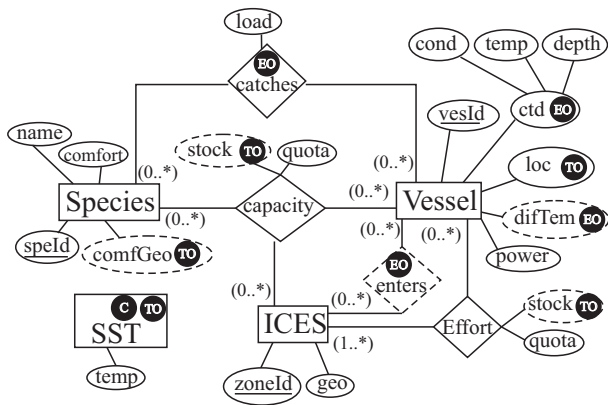 load
cond
temp
depth
EO
catches
ctd EO
vesId
name
comfort
stock TO
quota
loc TO
(0..*)
(0..*)
Species
(0..*)
capacity
(0..*)
Vessel
difTem EO
(0..*)
(0..*)
speId
comfGeo TO
power
EO
enters
C TO
SST
(0..*)
(0..*)
ICES
(1..*)
Effort
stock TO
quota
temp
zoneId
geo